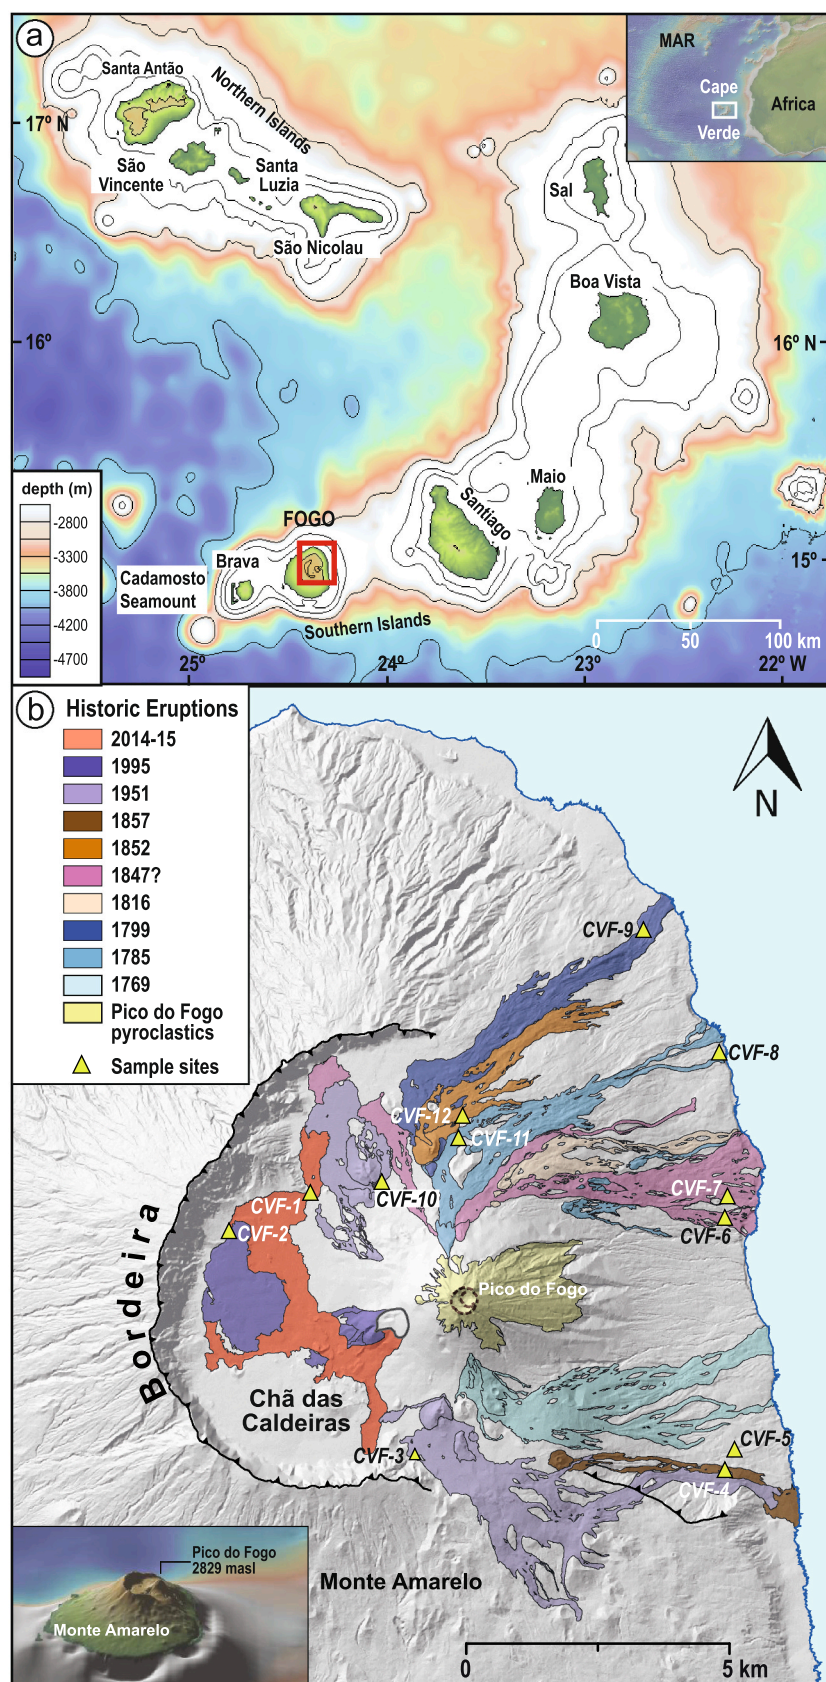 a
MAR
Cape
Verde
Africa
Santa Antão
Northern Islands
17º N
São
Vincente
Santa
Luzia
São Nicolau
Sal
Boa Vista
16º
16º N
depth (m)
-2800
-3300
-3800
-4200
-4700
FOGO
Brava
Cadamosto
Seamount
Santiago
Maio
15º
Southern Islands
0
50
100 km
25º
24º
23º
22º W
b
Historic Eruptions
2014-15
1995
1951
1857
1852
1847?
1816
1799
1785
1769
Pico do Fogo
pyroclastics
Sample sites
N
CVF-9
CVF-8
CVF-12
CVF-11
CVF-10
CVF-7
CVF-1
CVF-6
CVF-2
Bordeira
Pico do Fogo
Chã das
Caldeiras
CVF-3
CVF-5
CVF-4
Pico do Fogo
2829 masl
Monte Amarelo
Monte Amarelo
0
5 km